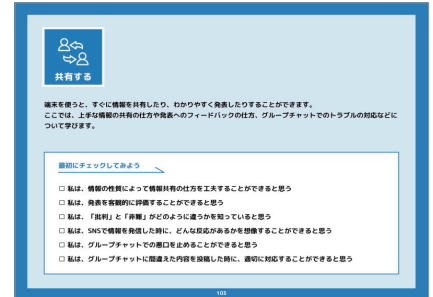 共有する
端末を使うと、すぐに情報を共有したり、わかりやすく発表したりすることができます。
ここでは、上手な情報の共有の仕方や発表へのフィードバックの仕方、グループチャットでのトラブルの対応などに
ついて学びます。
最初にチェックしてみよう
□ 私は、情報の性質によって情報共有の仕方を工夫することができると思う
□ 私は、発表を客観的に評価することができると思う
□ 私は、「批判」と「非難」がどのように違うかを知っていると思う
□ 私は、SNSで情報を発信した時に、どんな反応があるかを想像することができると思う
□ 私は、グループチャットでの悪口を止めることができると思う
□ 私は、グループチャットに間違えた内容を投稿した時に、適切に対応することができると思う
103